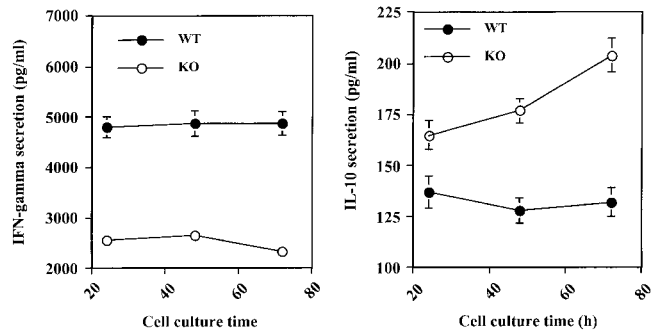 IFN-gamma secretion (pg/ml)
7000
6000
5000
4000
3000
2000
WT
KO
20
40
60
80
Cell culture time
IL-10 secretion (pg/ml)
225
200
175
150
125
100
WT
KO
20
40
60
80
Cell culture time (h)